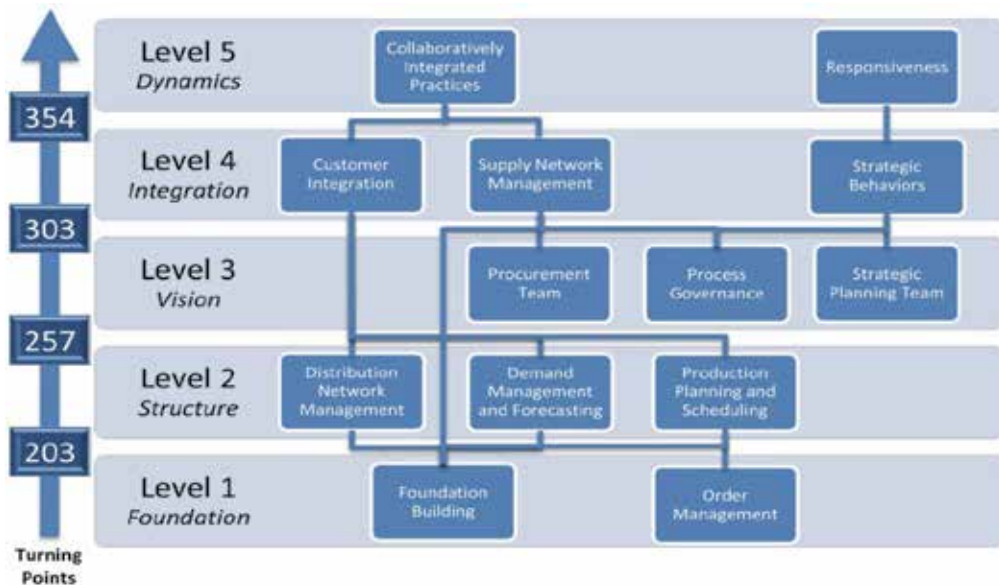 Level 5
Dynamics
Collaboratively
Integrated
Practices
Responsiveness
354
Level 4
Integration
Customer
Integration
Supply Network
Management
Strategic
Behaviors
303
Level 3
Vision
Procurement
Team
Process
Governance
Strategic
Planning Team
257
Level 2
Structure
Distribution
Network
Management
Demand
Management
and Forecasting
Production
Planning and
Scheduling
203
Level 1
Foundation
Foundation
Building
Order
Management
Turning
Points